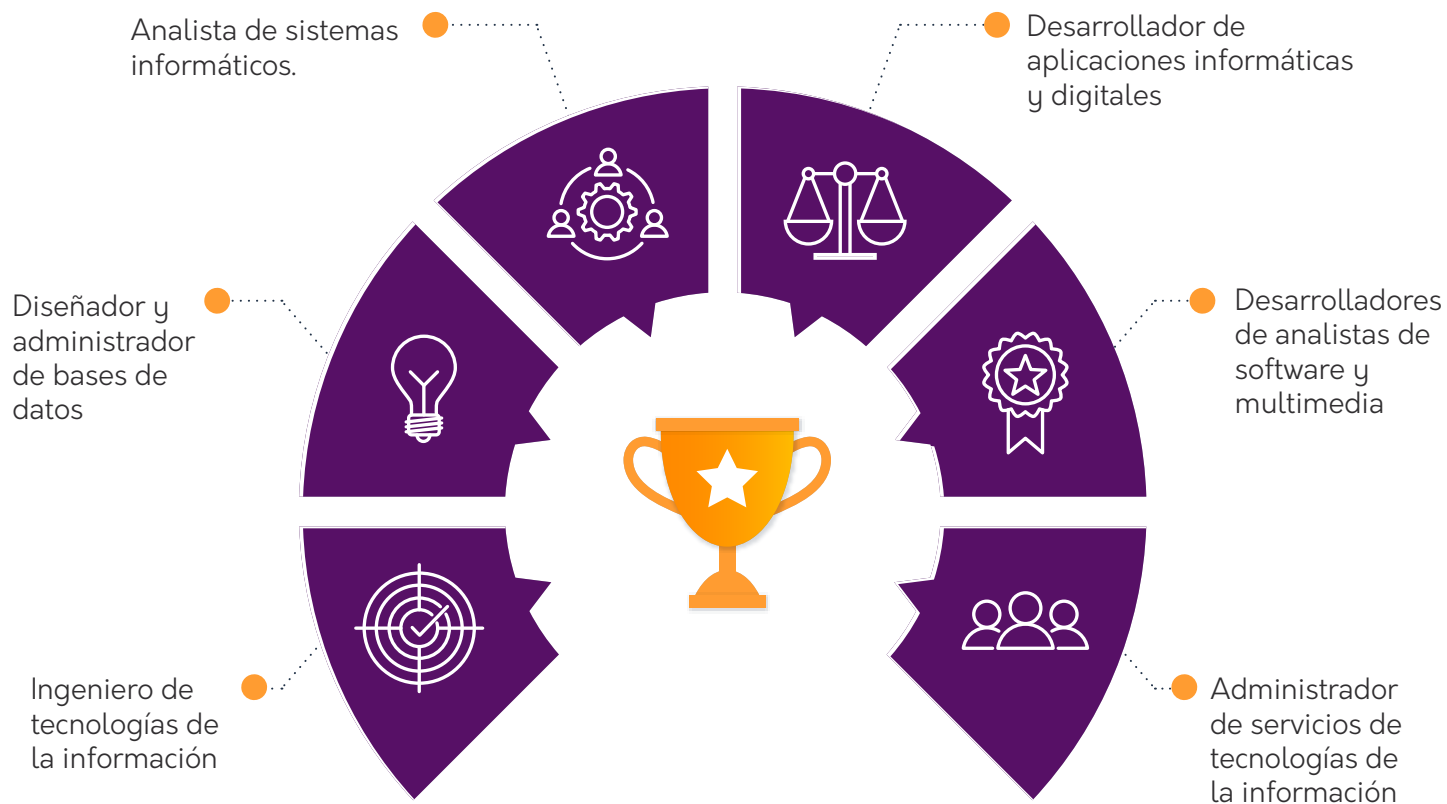 Analista de sistemas
informáticos.
Desarrollador de
aplicaciones informáticas
y digitales
Diseñador y
administrador
de bases de
datos
Desarrolladores
de analistas de
software y
multimedia
Ingeniero de
tecnologías de
la información
Administrador
de servicios de
tecnologías de
la información